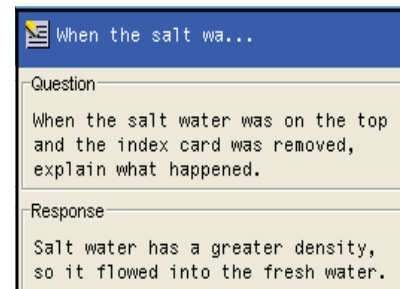 When the salt wa...
Question
When the salt water was on the top
and the index card was removed,
explain what happened.
Response
Salt water has a greater density,
so it flowed into the fresh water.